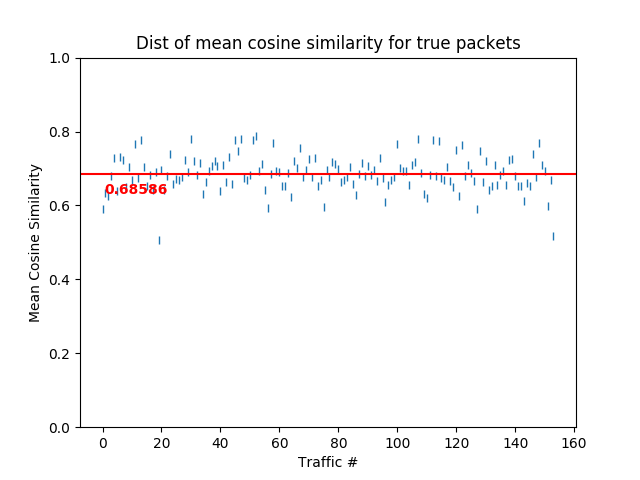 Dist of mean cosine similarity for true packets
1.0
0.8
0.6
0.4
0.2
0.0
Mean Cosine Similarity
0.68586
0 20 40 60 80 100 120 140 160
Traffic #